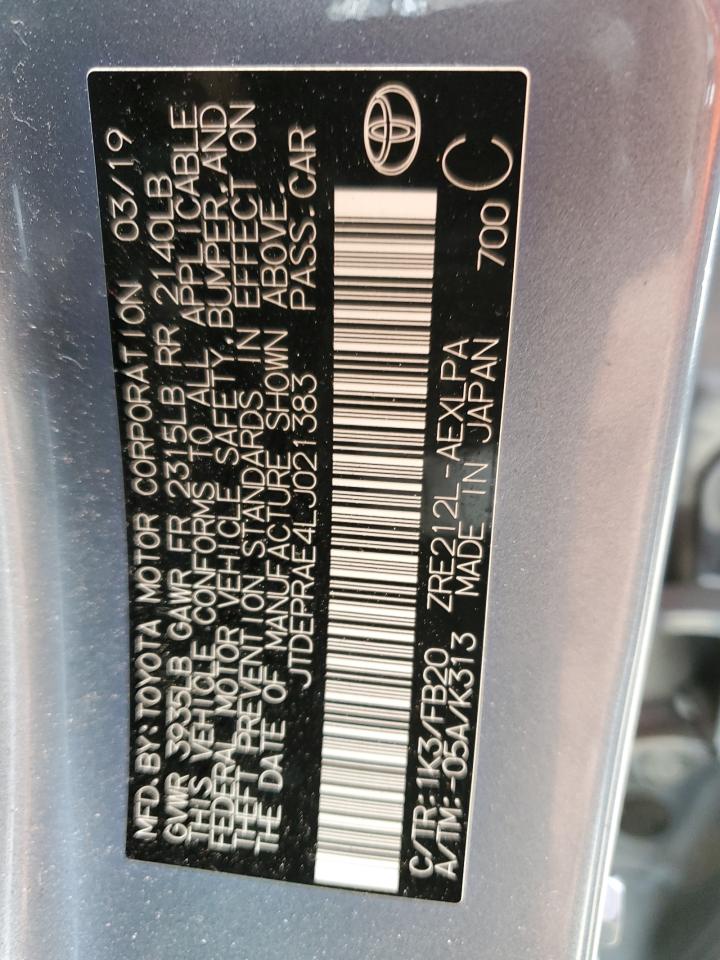 MFD. BY: TOYOTA MOTOR CORPORATION 03/19
GVWR 3935LB GAWR FR 2315LB RR 2140LB
THIS VEHICLE CONFORMS TO ALL APPLICABLE
FEDERAL MOTOR VEHICLE SAFETY, BUMPER, AND
THEFT PREVENTION STANDARDS IN EFFECT ON
THE DATE OF MANUFACTURE SHOWN ABOVE.
JTDEPRAE4LJ021383 PASS. CAR
C/TR: 1K3/FB20 ZRE212L-AEXLPA
A/TM: -05A/K313 MADE IN JAPAN
700 C